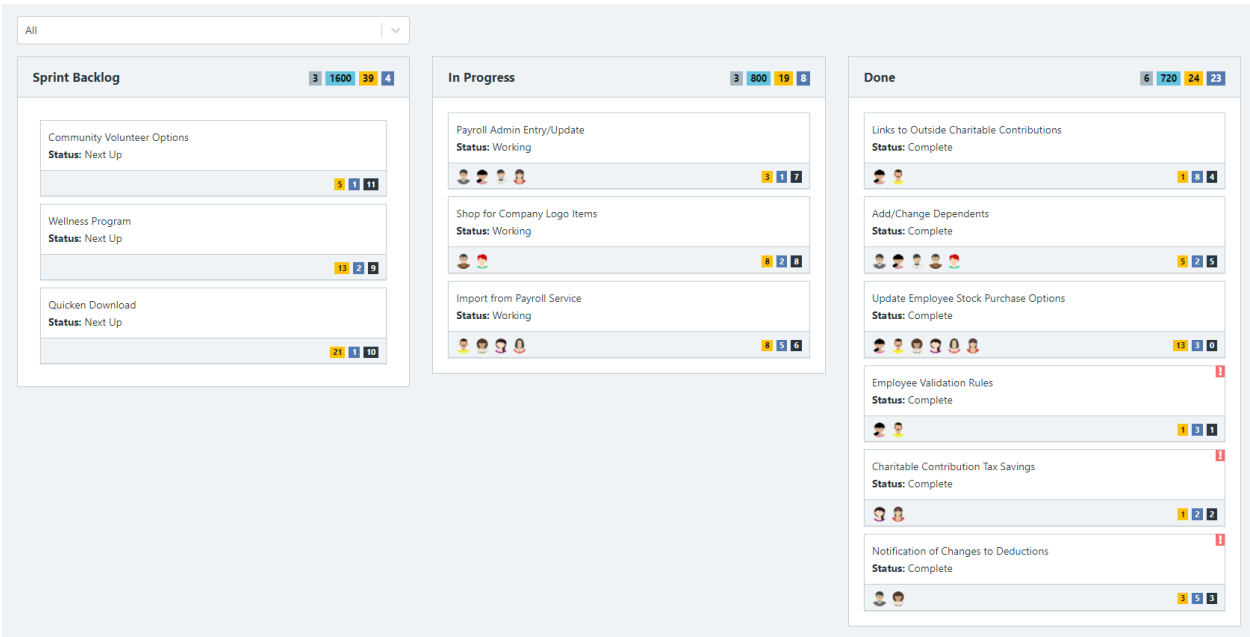 All
Sprint Backlog 3 1600 39 4
Community Volunteer Options
Status: Next Up
5 1 11
Wellness Program
Status: Next Up
13 2 9
Quicken Download
Status: Next Up
21 1 10
In Progress 3 800 19 8
Payroll Admin Entry/Update
Status: Working
3 1 7
Shop for Company Logo Items
Status: Working
8 2 8
Import from Payroll Service
Status: Working
8 5 6
Done 6 720 24 23
Links to Outside Charitable Contributions
Status: Complete
1 8 4
Add/Change Dependents
Status: Complete
5 2 5
Update Employee Stock Purchase Options
Status: Complete
13 3 0
!
Employee Validation Rules
Status: Complete
1 3 1
!
Charitable Contribution Tax Savings
Status: Complete
1 2 2
!
Notification of Changes to Deductions
Status: Complete
3 5 3